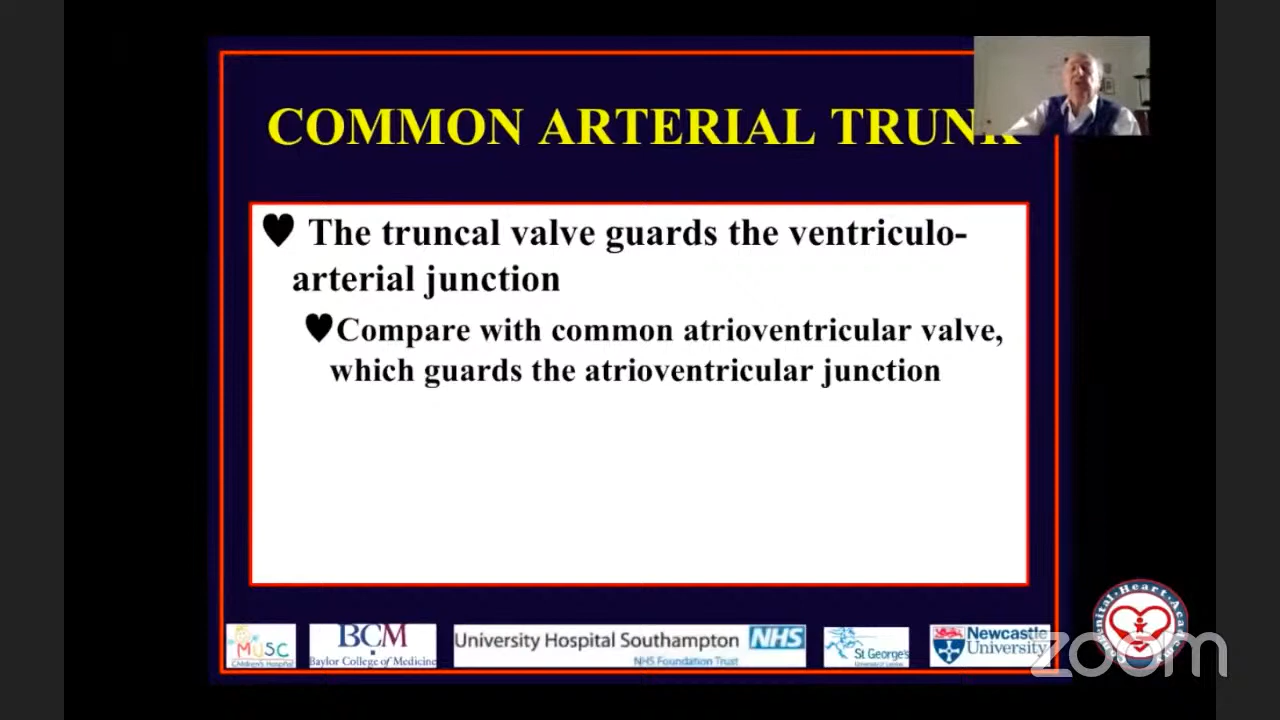 COMMON ARTERIAL TRUNK
♥ The truncal valve guards the ventriculo-
arterial junction
♥Compare with common atrioventricular valve,
which guards the atrioventricular junction
MUSC
Children's Hospital
BCM
Baylor College of Medicine
University Hospital Southampton NHS
NHS Foundation Trust
St George's
University of London
Newcastle
University
Heart
zoom